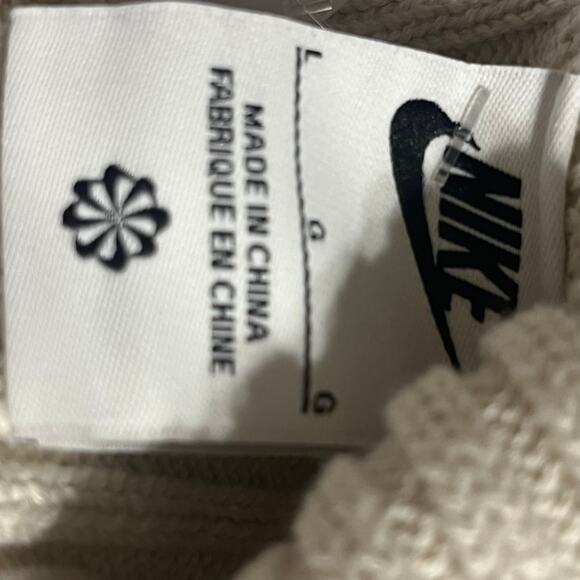 NIKE
L G G
MADE IN CHINA
FABRIQUE EN CHINE